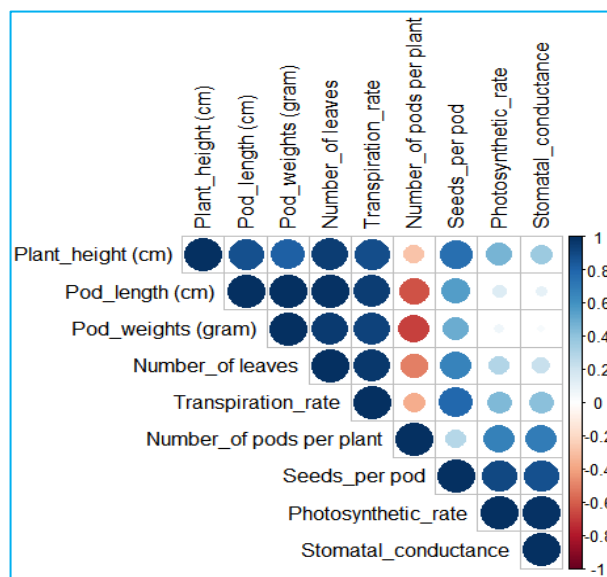 Plant_height (cm)
Pod_length (cm)
Pod_weights (gram)
Number_of leaves
Transpiration_rate
Number_of pods per plant
Seeds_per pod
Photosynthetic_rate
Stomatal_conductance
Plant_height (cm)
Pod_length (cm)
Pod_weights (gram)
Number_of leaves
Transpiration_rate
Number_of pods per plant
Seeds_per pod
Photosynthetic_rate
Stomatal_conductance
1
0.8
0.6
0.4
0.2
0
-0.2
-0.4
-0.6
-0.8
-1